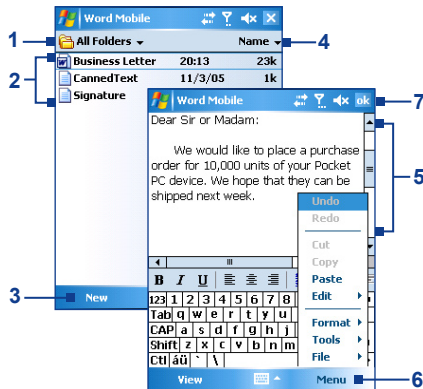 Word Mobile
1
All Folders
Name
4
2
Business Letter 20:13 23k
CannedText 11/3/05 1k
Signature
3
New
Word Mobile
ok
7
Dear Sir or Madam:
We would like to place a purchase
order for 10,000 units of your Pocket
PC device. We hope that they can be
shipped next week.
5
Undo
Redo
Cut
Copy
Paste
Edit
Format
Tools
File
B I U
123 1 2 3 4 5 6 7 8
Tab q w e r t y u
CAP a s d f g h j
Shift z x c v b n m
Ctl áü ` \
View
Menu
6